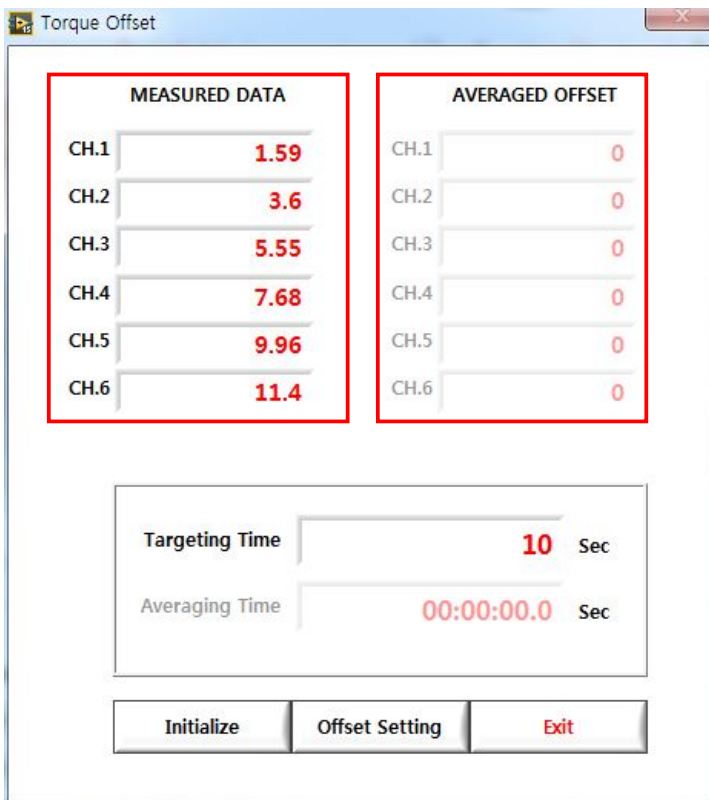 Torque Offset
MEASURED DATA
CH.1 1.59
CH.2 3.6
CH.3 5.55
CH.4 7.68
CH.5 9.96
CH.6 11.4
AVERAGED OFFSET
CH.1 0
CH.2 0
CH.3 0
CH.4 0
CH.5 0
CH.6 0
Targeting Time 10 Sec
Averaging Time 00:00:00.0 Sec
Initialize Offset Setting Exit